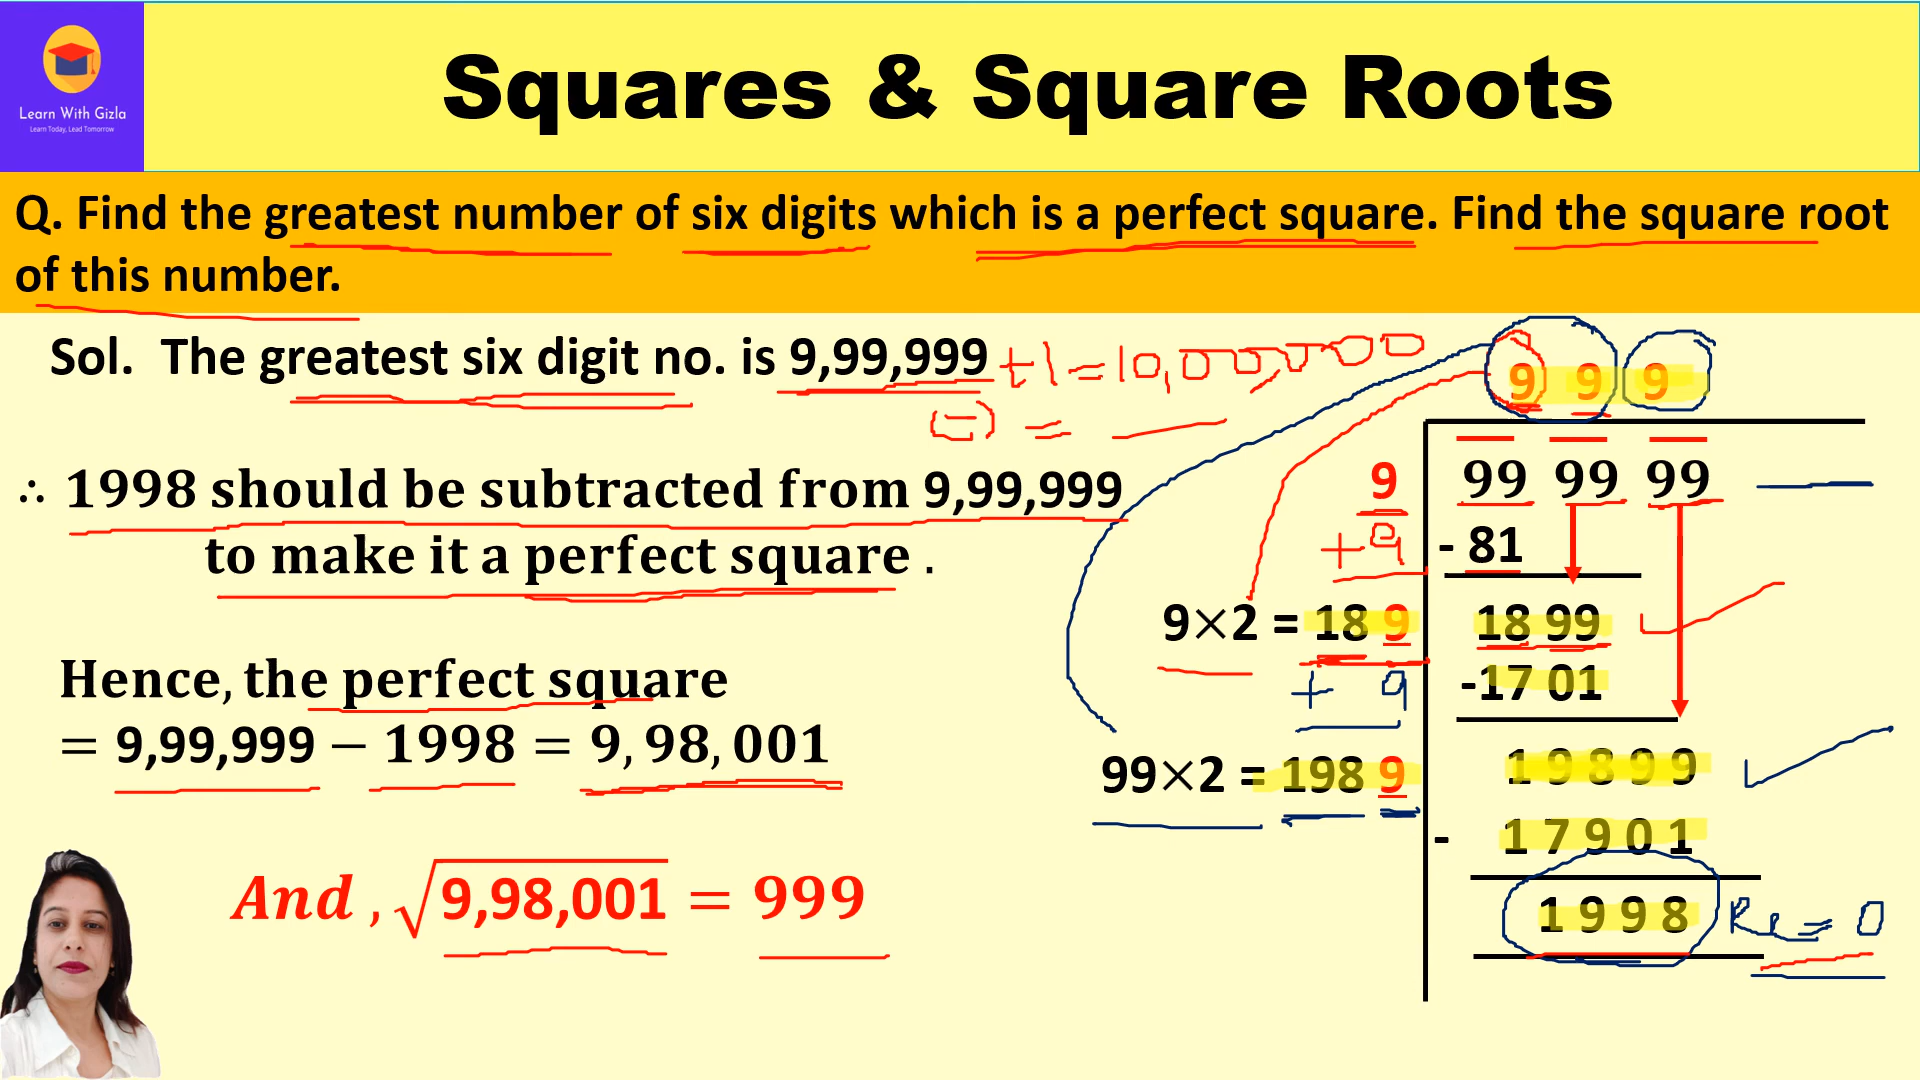 Learn With Gizla
Learn Today, Lead Tomorrow
Squares & Square Roots
Q. Find the greatest number of six digits which is a perfect square. Find the square root
of this number.
Sol. The greatest six digit no. is 9,99,999 +1 = 10,00,000
(-) =
∴ 1998 should be subtracted from 9,99,999
to make it a perfect square .
Hence, the perfect square
= 9,99,999 − 1998 = 9, 98, 001
And , √9,98,001 = 999
9 9 9
9 99 99 99
+9 - 81
9×2 = 18 9 18 99
+ 9 -17 01
99×2 = 198 9 1 9 8 9 9
- 1 7 9 0 1
1 9 9 8 Re = 0